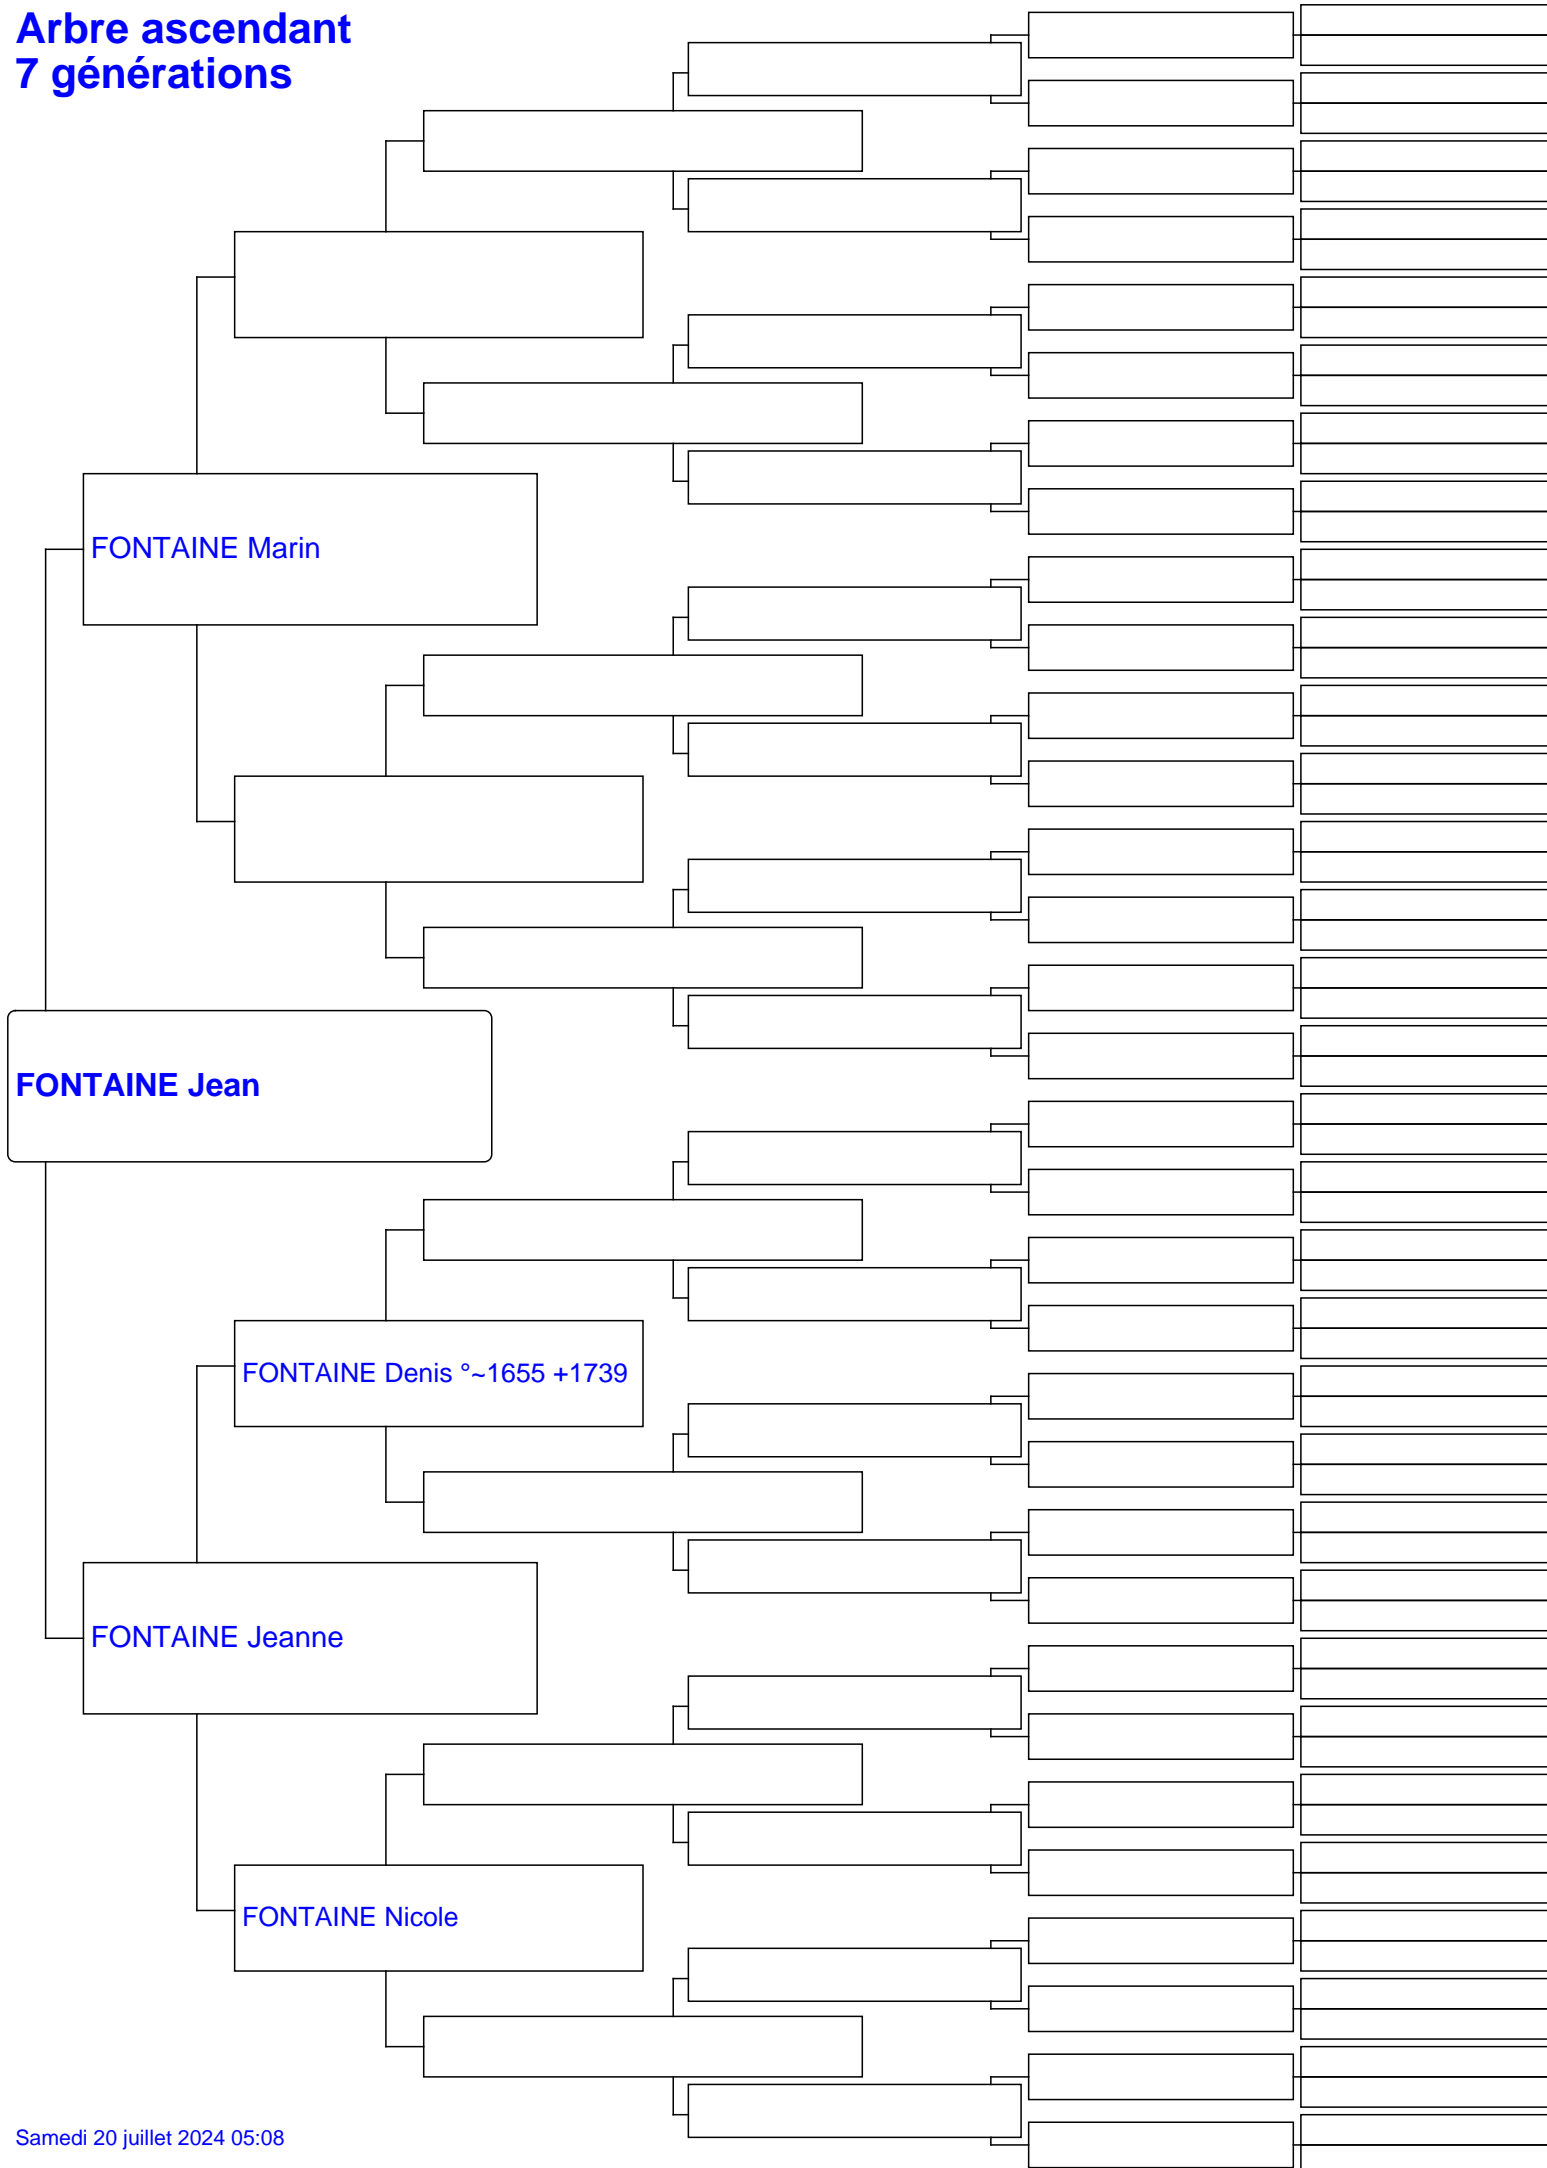 Arbre ascendant
7 générations
FONTAINE Marin
FONTAINE Jean
FONTAINE Denis °~1655 +1739
FONTAINE Jeanne
FONTAINE Nicole
Samedi 20 juillet 2024 05:08